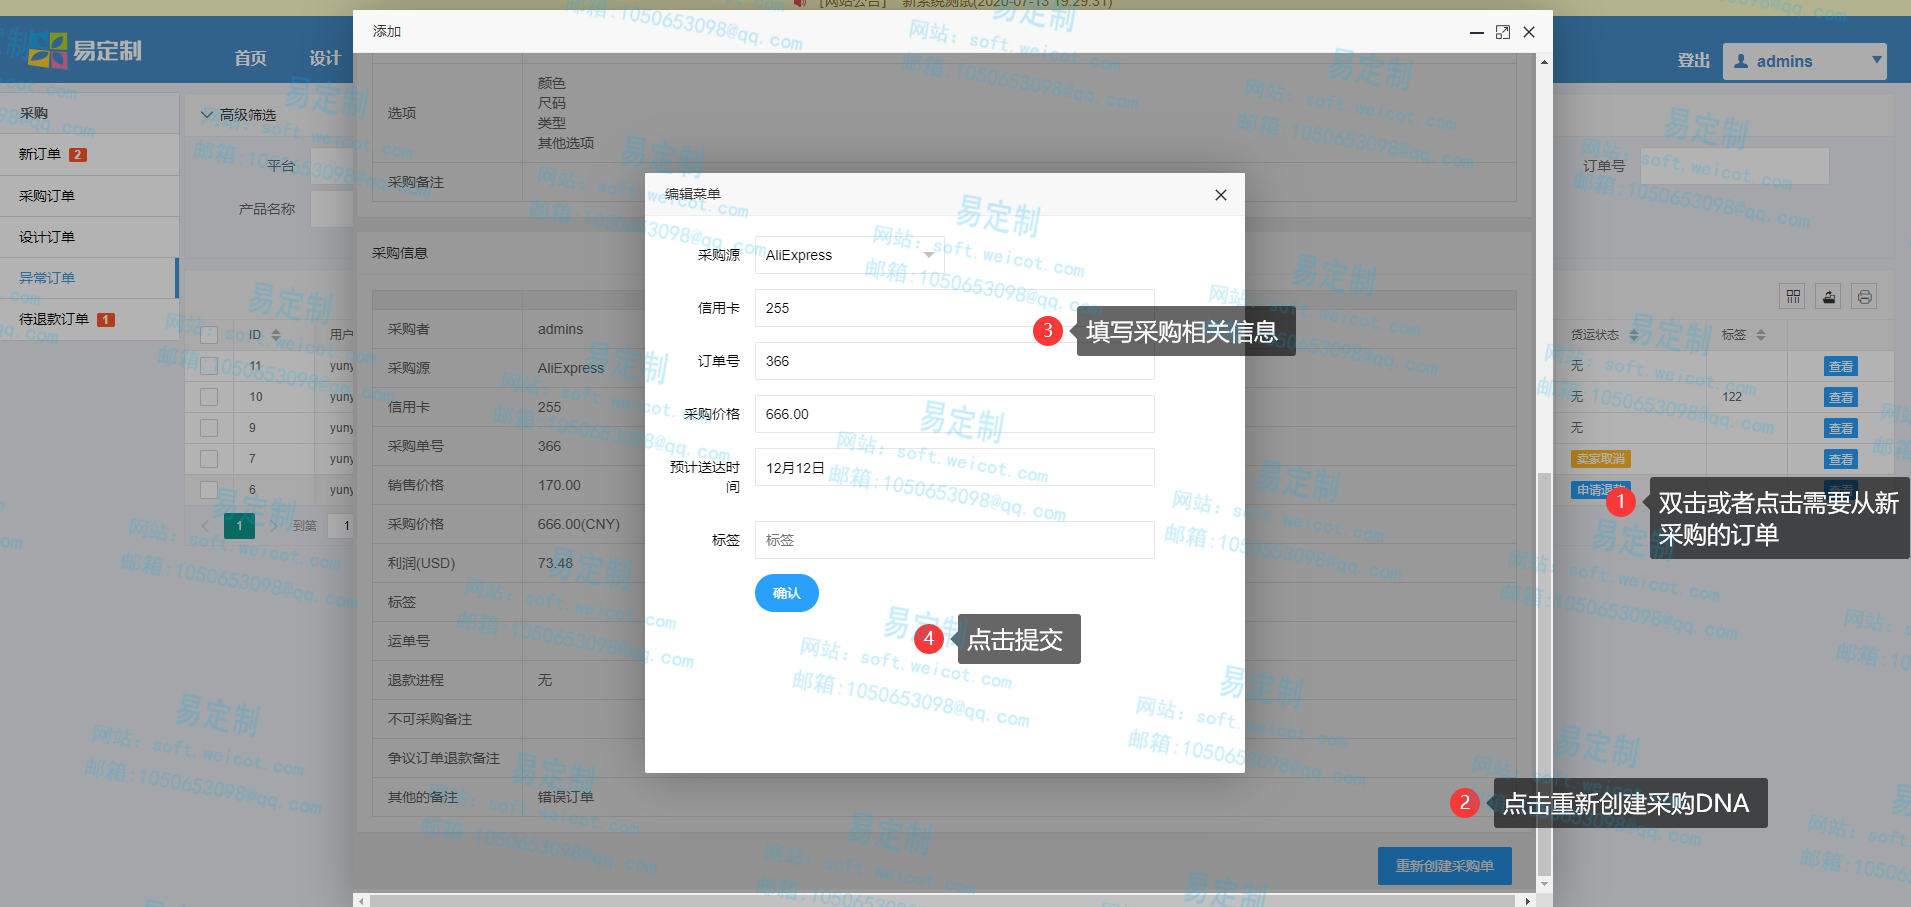 [网站公告] 新系统测试(2020-07-13 19:29:31)
易定制
首页
设计
登出
admins
添加
采购
新订单 2
采购订单
设计订单
异常订单
待退款订单 1
高级筛选
平台
产品名称
订单号
ID
用户
11 yuny
10 yuny
9 yuny
7 yuny
6 yuny
1 到第 1
选项
颜色
尺码
类型
其他选项
采购备注
采购信息
采购者 admins
采购源 AliExpress
信用卡 255
采购单号 366
销售价格 170.00
采购价格 666.00(CNY)
利润(USD) 73.48
标签
运单号
退款进程 无
不可采购备注
争议订单退款备注
其他的备注 错误订单
重新创建采购单
编辑菜单
采购源 AliExpress
信用卡 255
订单号 366
采购价格 666.00
预计送达时
间
12月12日
标签 标签
确认
3 填写采购相关信息
4 点击提交
货运状态 标签
无 查看
无 122 查看
无 查看
卖家取消 查看
申请退款
1 双击或者点击需要从新
采购的订单
2 点击重新创建采购DNA
易定制
网站: soft.weicot.com
邮箱:1050653098@qq.com